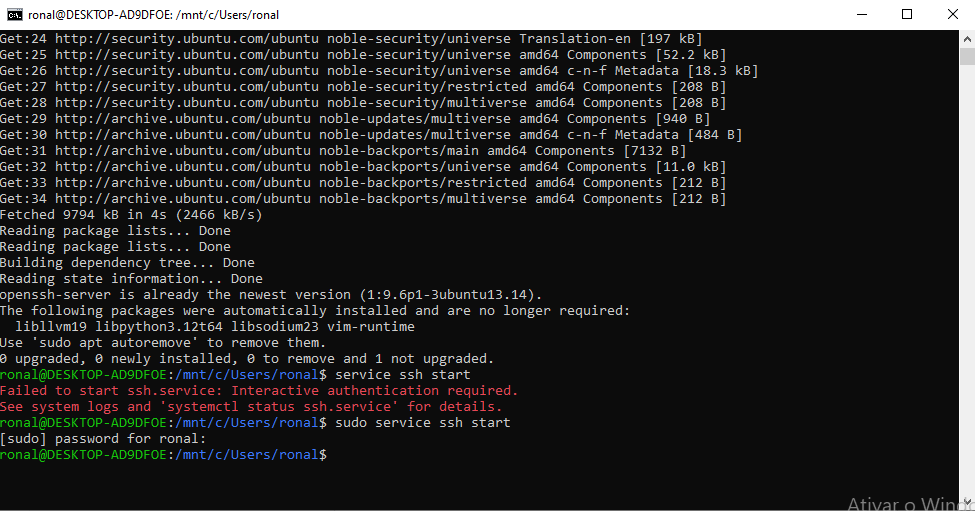 ronal@DESKTOP-AD9DFOE: /mnt/c/Users/ronal
Get:24 http://security.ubuntu.com/ubuntu noble-security/universe Translation-en [197 kB]
Get:25 http://security.ubuntu.com/ubuntu noble-security/universe amd64 Components [52.2 kB]
Get:26 http://security.ubuntu.com/ubuntu noble-security/universe amd64 c-n-f Metadata [18.3 kB]
Get:27 http://security.ubuntu.com/ubuntu noble-security/restricted amd64 Components [208 B]
Get:28 http://security.ubuntu.com/ubuntu noble-security/multiverse amd64 Components [208 B]
Get:29 http://archive.ubuntu.com/ubuntu noble-updates/multiverse amd64 Components [940 B]
Get:30 http://archive.ubuntu.com/ubuntu noble-updates/multiverse amd64 c-n-f Metadata [484 B]
Get:31 http://archive.ubuntu.com/ubuntu noble-backports/main amd64 Components [7132 B]
Get:32 http://archive.ubuntu.com/ubuntu noble-backports/universe amd64 Components [11.0 kB]
Get:33 http://archive.ubuntu.com/ubuntu noble-backports/restricted amd64 Components [212 B]
Get:34 http://archive.ubuntu.com/ubuntu noble-backports/multiverse amd64 Components [212 B]
Fetched 9794 kB in 4s (2466 kB/s)
Reading package lists... Done
Reading package lists... Done
Building dependency tree... Done
Reading state information... Done
openssh-server is already the newest version (1:9.6p1-3ubuntu13.14).
The following packages were automatically installed and are no longer required:
  libllvm19 libpython3.12t64 libsodium23 vim-runtime
Use 'sudo apt autoremove' to remove them.
0 upgraded, 0 newly installed, 0 to remove and 1 not upgraded.
ronal@DESKTOP-AD9DFOE:/mnt/c/Users/ronal$ service ssh start
Failed to start ssh.service: Interactive authentication required.
See system logs and 'systemctl status ssh.service' for details.
ronal@DESKTOP-AD9DFOE:/mnt/c/Users/ronal$ sudo service ssh start
[sudo] password for ronal:
ronal@DESKTOP-AD9DFOE:/mnt/c/Users/ronal$
Ativar o